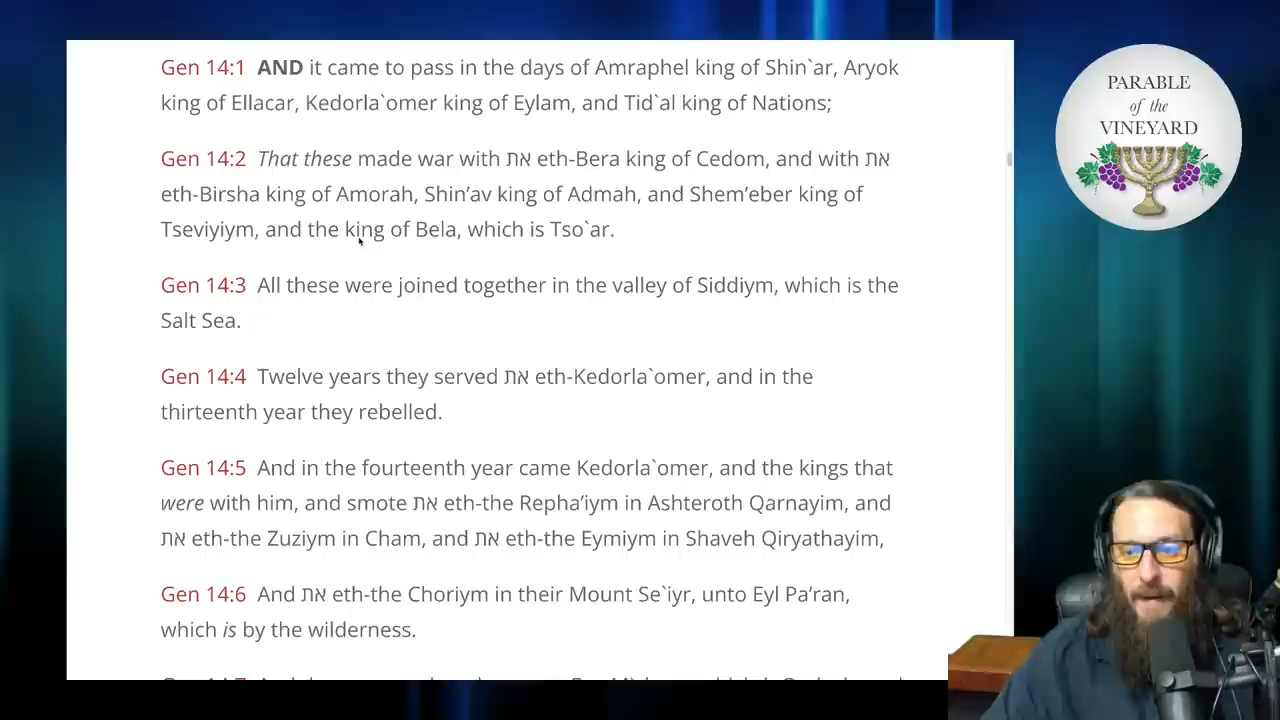 Gen 14:1 AND it came to pass in the days of Amraphel king of Shin`ar, Aryok
king of Ellacar, Kedorla`omer king of Eylam, and Tid`al king of Nations;
Gen 14:2 That these made war with את eth-Bera king of Cedom, and with את
eth-Birsha king of Amorah, Shin’av king of Admah, and Shem’eber king of
Tseviyiym, and the king of Bela, which is Tso`ar.
Gen 14:3 All these were joined together in the valley of Siddiym, which is the
Salt Sea.
Gen 14:4 Twelve years they served את eth-Kedorla`omer, and in the
thirteenth year they rebelled.
Gen 14:5 And in the fourteenth year came Kedorla`omer, and the kings that
were with him, and smote את eth-the Repha’iym in Ashteroth Qarnayim, and
את eth-the Zuziym in Cham, and את eth-the Eymiym in Shaveh Qiryathayim,
Gen 14:6 And את eth-the Choriym in their Mount Se`iyr, unto Eyl Pa’ran,
which is by the wilderness.
PARABLE
of the
VINEYARD